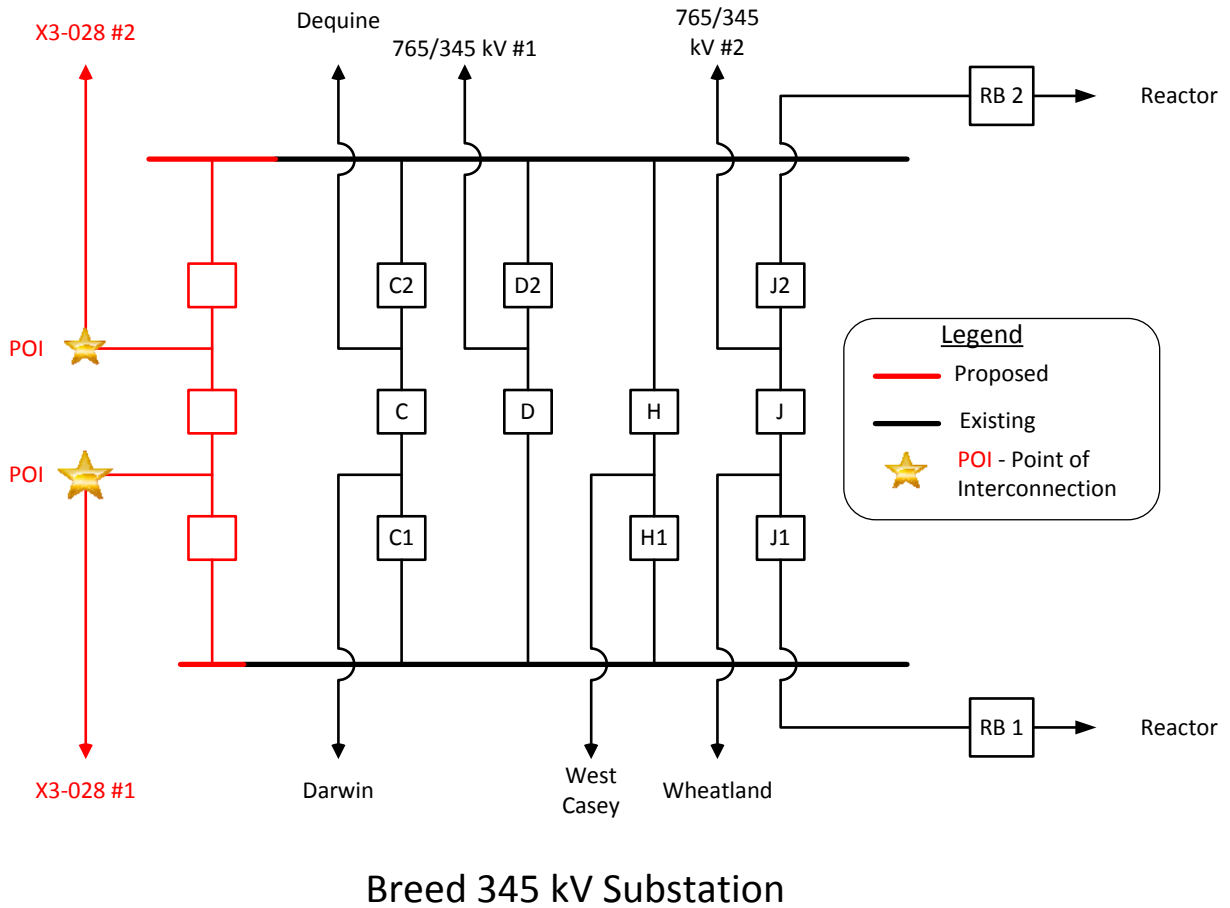 X3-028 #2
Dequine
765/345 kV #1
765/345
kV #2
RB 2
Reactor
C2
D2
J2
POI
C
D
H
J
POI
C1
H1
J1
Legend
Proposed
Existing
POI - Point of
Interconnection
RB 1
Reactor
X3-028 #1
Darwin
West
Casey
Wheatland
Breed 345 kV Substation